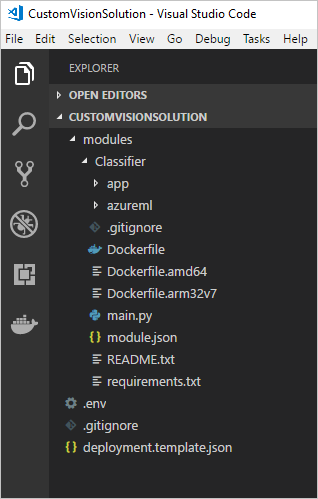 CustomVisionSolution - Visual Studio Code
File Edit Selection View Go Debug Tasks Help
EXPLORER
OPEN EDITORS
CUSTOMVISIONSOLUTION
modules
Classifier
app
azureml
.gitignore
Dockerfile
Dockerfile.amd64
Dockerfile.arm32v7
main.py
{} module.json
README.txt
requirements.txt
.env
.gitignore
{} deployment.template.json